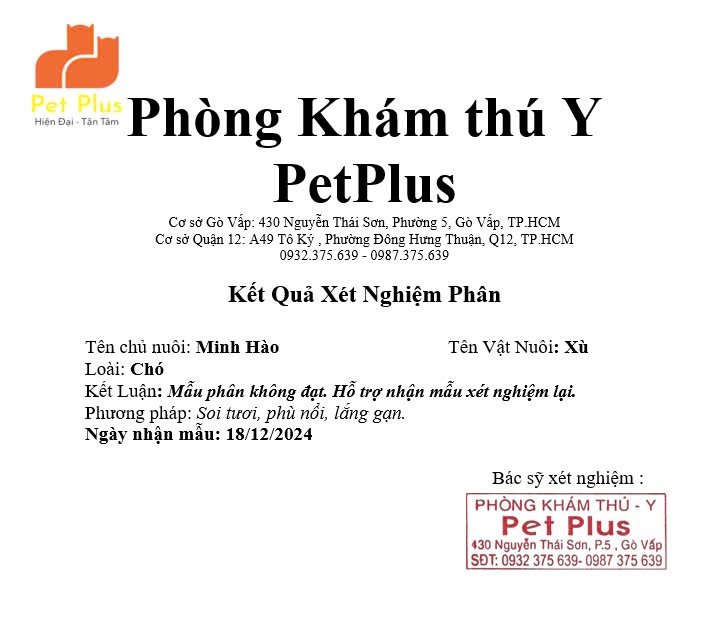 Pet Plus
Hiện Đại - Tân Tâm
Phòng Khám thú Y
PetPlus
Cơ sở Gò Vấp: 430 Nguyễn Thái Sơn, Phường 5, Gò Vấp, TP.HCM
Cơ sở Quận 12: A49 Tô Ký , Phường Đông Hưng Thuận, Q12, TP.HCM
0932.375.639 - 0987.375.639
Kết Quả Xét Nghiệm Phân
Tên chủ nuôi: Minh Hào Tên Vật Nuôi: Xù
Loài: Chó
Kết Luận: Mẫu phân không đạt. Hỗ trợ nhận mẫu xét nghiệm lại.
Phương pháp: Soi tươi, phù nổi, lắng gạn.
Ngày nhận mẫu: 18/12/2024
Bác sỹ xét nghiệm :
PHÒNG KHÁM THÚ - Y
Pet Plus
430 Nguyễn Thái Sơn, P.5 , Gò Vấp
SĐT: 0932 375 639- 0987 375 639